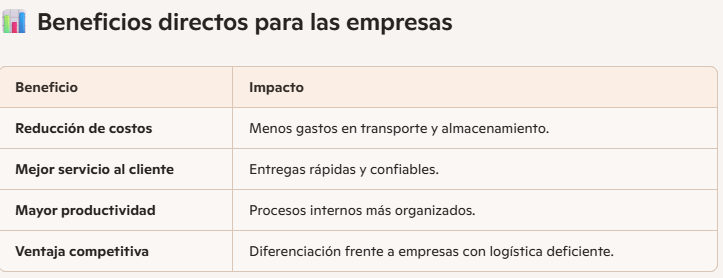 Beneficios directos para las empresas
Beneficio Impacto
Reducción de costos Menos gastos en transporte y almacenamiento.
Mejor servicio al cliente Entregas rápidas y confiables.
Mayor productividad Procesos internos más organizados.
Ventaja competitiva Diferenciación frente a empresas con logística deficiente.